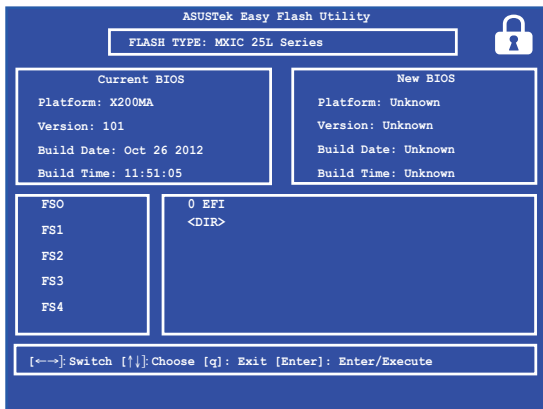 ASUSTek Easy Flash Utility
FLASH TYPE: MXIC 25L Series
Current BIOS
Platform: X200MA
Version: 101
Build Date: Oct 26 2012
Build Time: 11:51:05
New BIOS
Platform: Unknown
Version: Unknown
Build Date: Unknown
Build Time: Unknown
FSO
FS1
FS2
FS3
FS4
0 EFI
<DIR>
[←→]: Switch [↑↓]: Choose [q]: Exit [Enter]: Enter/Execute